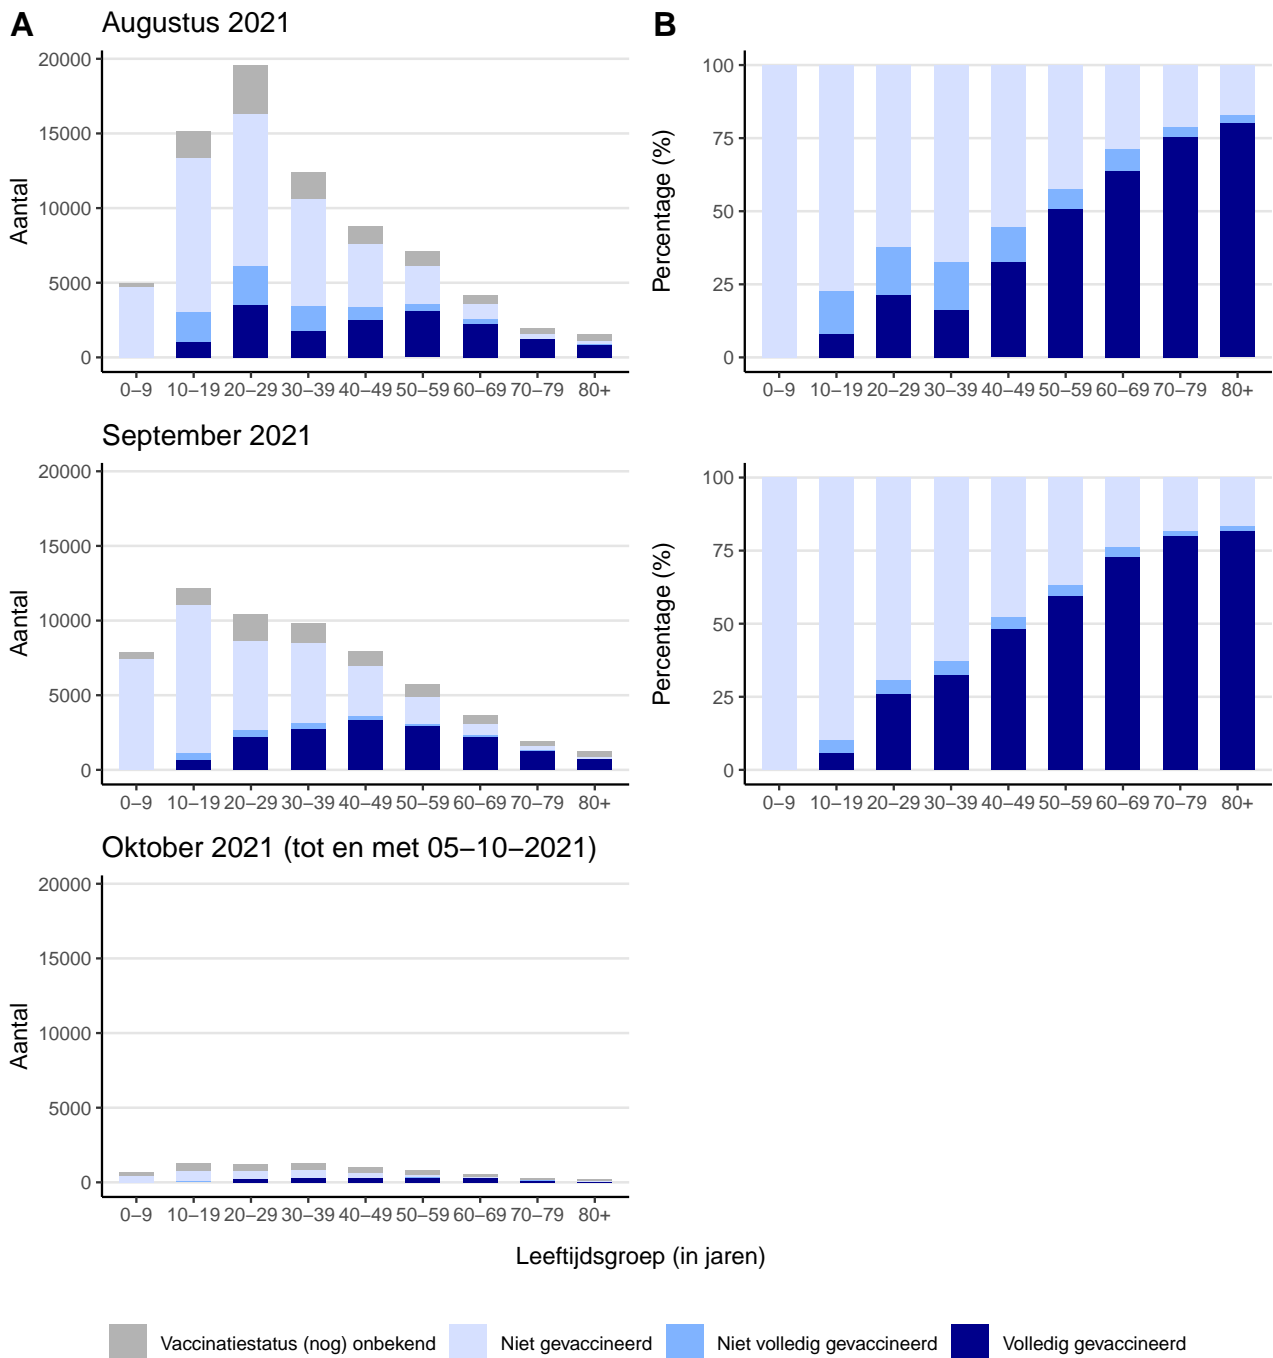 A
Augustus 2021
Aantal
20000
15000
10000
5000
0
0–9 10–19 20–29 30–39 40–49 50–59 60–69 70–79 80+
B
Percentage (%)
100
75
50
25
0
0–9 10–19 20–29 30–39 40–49 50–59 60–69 70–79 80+
September 2021
Aantal
20000
15000
10000
5000
0
0–9 10–19 20–29 30–39 40–49 50–59 60–69 70–79 80+
Percentage (%)
100
75
50
25
0
0–9 10–19 20–29 30–39 40–49 50–59 60–69 70–79 80+
Oktober 2021 (tot en met 05–10–2021)
Aantal
20000
15000
10000
5000
0
0–9 10–19 20–29 30–39 40–49 50–59 60–69 70–79 80+
Leeftijdsgroep (in jaren)
Vaccinatiestatus (nog) onbekend Niet gevaccineerd Niet volledig gevaccineerd Volledig gevaccineerd